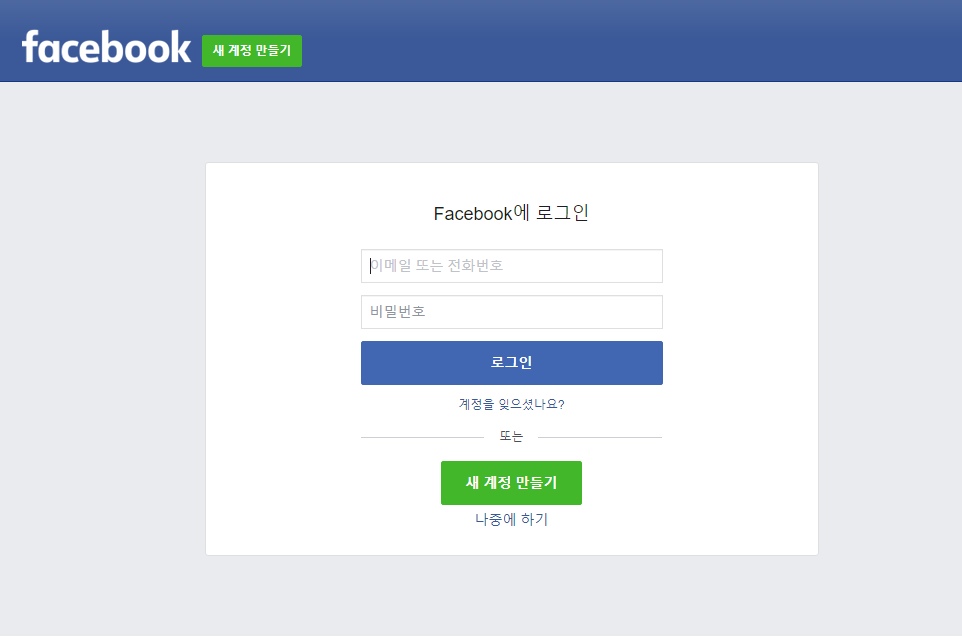 facebook 새 계정 만들기
Facebook에 로그인
이메일 또는 전화번호
비밀번호
로그인
계정을 잊으셨나요?
또는
새 계정 만들기
나중에 하기